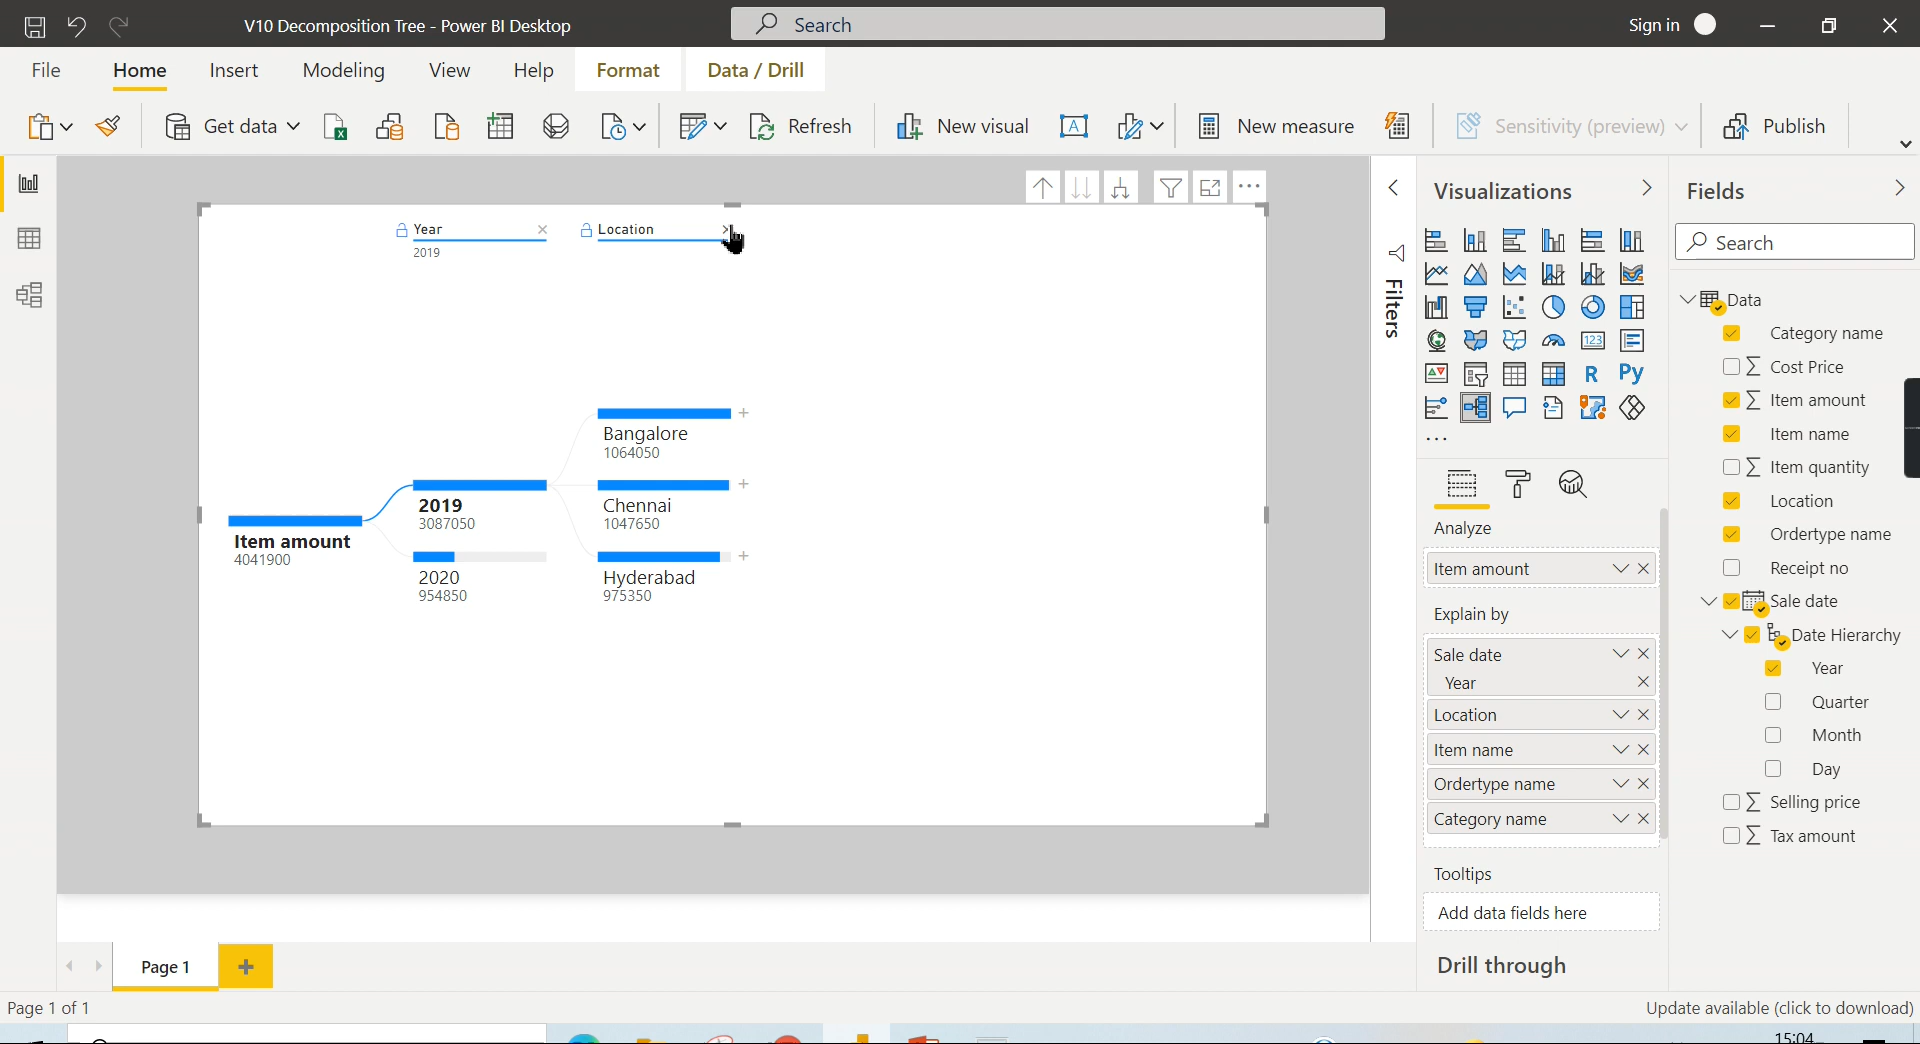 V10 Decomposition Tree - Power BI Desktop
Search
Sign in
File
Home
Insert
Modeling
View
Help
Format
Data / Drill
Get data
Refresh
New visual
A
New measure
Sensitivity (preview)
Publish
Year
2019
Location
Item amount
4041900
2019
3087050
2020
954850
Bangalore
1064050
Chennai
1047650
Hyderabad
975350
Filters
Visualizations
123
R
Py
Analyze
Item amount
Explain by
Sale date
Year
Location
Item name
Ordertype name
Category name
Tooltips
Add data fields here
Drill through
Fields
Search
Data
Category name
Σ Cost Price
Σ Item amount
Item name
Σ Item quantity
Location
Ordertype name
Receipt no
Sale date
Date Hierarchy
Year
Quarter
Month
Day
Σ Selling price
Σ Tax amount
Page 1
Page 1 of 1
Update available (click to download)
15:04